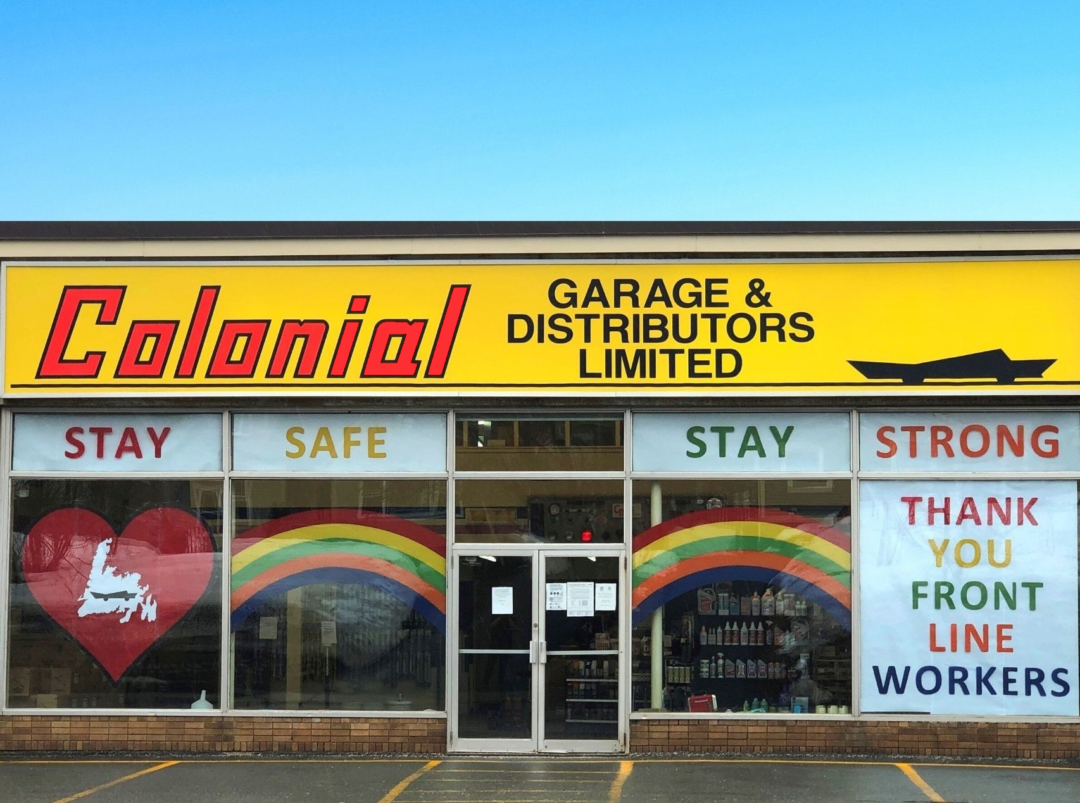 Colonial
GARAGE &
DISTRIBUTORS
LIMITED
STAY SAFE STAY STRONG
THANK
YOU
FRONT
LINE
WORKERS